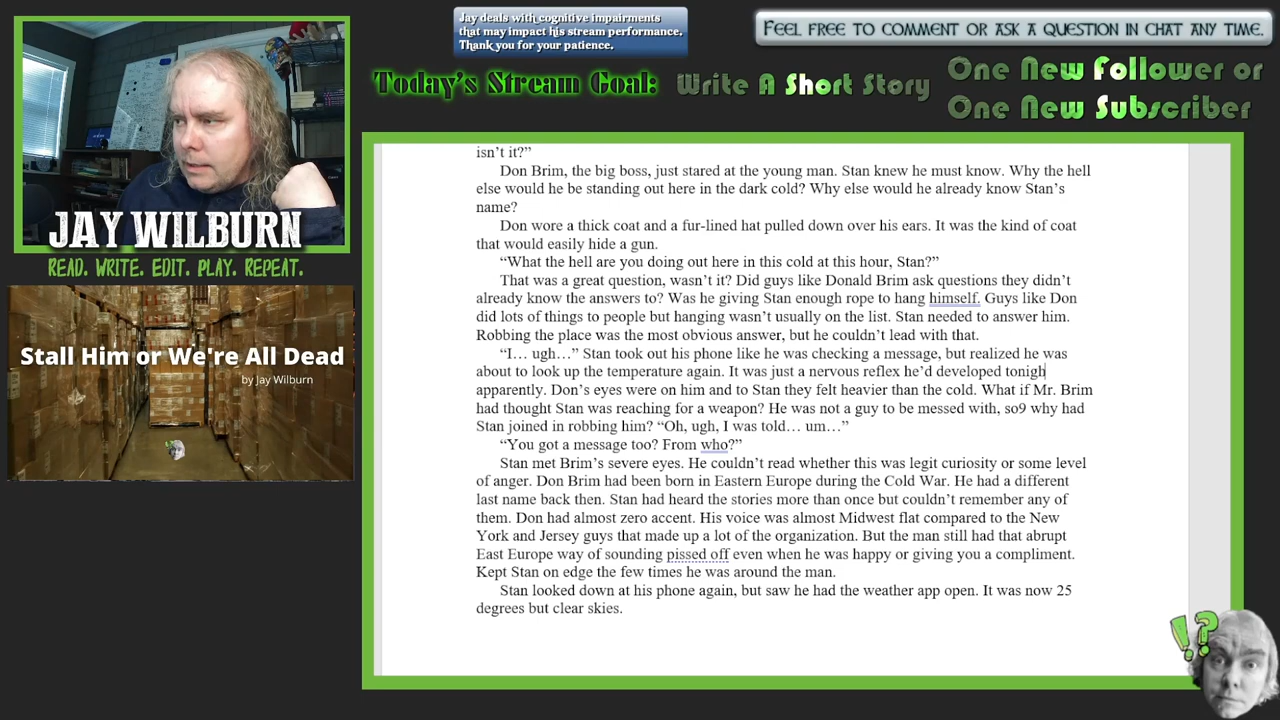 Jay deals with cognitive impairments
that may impact his stream performance.
Thank you for your patience.
Feel free to comment or ask a question in chat any time.
Today's Stream Goal:
Write A Short Story
One New Follower or
One New Subscriber
JAY WILBURN
READ. WRITE. EDIT. PLAY. REPEAT.
Stall Him or We're All Dead
by Jay Wilburn
isn't it?”
Don Brim, the big boss, just stared at the young man. Stan knew he must know. Why the hell
else would he be standing out here in the dark cold? Why else would he already know Stan's
name?
Don wore a thick coat and a fur-lined hat pulled down over his ears. It was the kind of coat
that would easily hide a gun.
“What the hell are you doing out here in this cold at this hour, Stan?”
That was a great question, wasn't it? Did guys like Donald Brim ask questions they didn't
already know the answers to? Was he giving Stan enough rope to hang himself. Guys like Don
did lots of things to people but hanging wasn't usually on the list. Stan needed to answer him.
Robbing the place was the most obvious answer, but he couldn't lead with that.
“I… ugh…” Stan took out his phone like he was checking a message, but realized he was
about to look up the temperature again. It was just a nervous reflex he'd developed tonigh
apparently. Don's eyes were on him and to Stan they felt heavier than the cold. What if Mr. Brim
had thought Stan was reaching for a weapon? He was not a guy to be messed with, so9 why had
Stan joined in robbing him? “Oh, ugh, I was told… um…”
“You got a message too? From who?”
Stan met Brim's severe eyes. He couldn't read whether this was legit curiosity or some level
of anger. Don Brim had been born in Eastern Europe during the Cold War. He had a different
last name back then. Stan had heard the stories more than once but couldn't remember any of
them. Don had almost zero accent. His voice was almost Midwest flat compared to the New
York and Jersey guys that made up a lot of the organization. But the man still had that abrupt
East Europe way of sounding pissed off even when he was happy or giving you a compliment.
Kept Stan on edge the few times he was around the man.
Stan looked down at his phone again, but saw he had the weather app open. It was now 25
degrees but clear skies.
!?